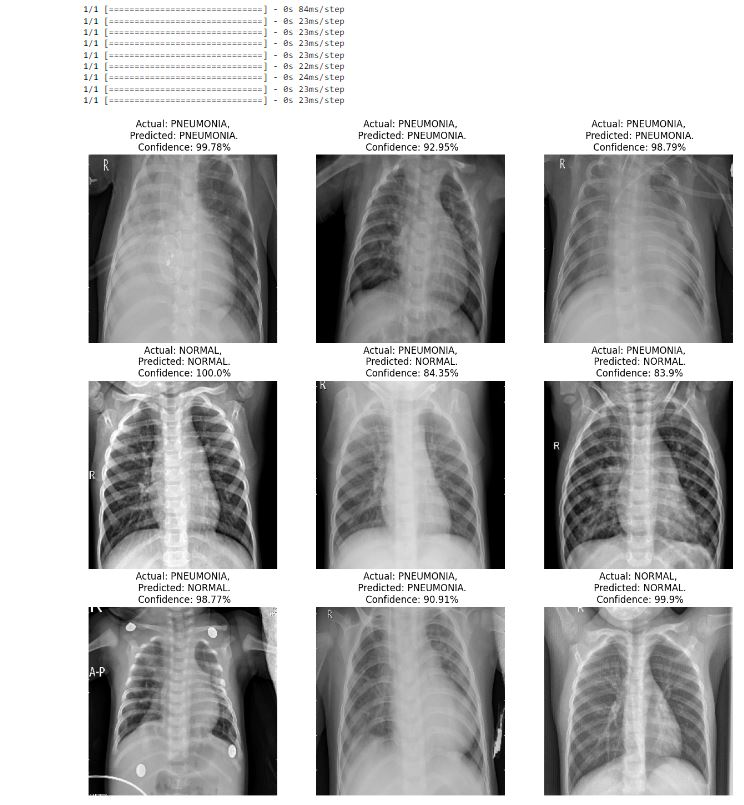 1/1 [==============================] - 0s 84ms/step
1/1 [==============================] - 0s 23ms/step
1/1 [==============================] - 0s 23ms/step
1/1 [==============================] - 0s 23ms/step
1/1 [==============================] - 0s 23ms/step
1/1 [==============================] - 0s 22ms/step
1/1 [==============================] - 0s 24ms/step
1/1 [==============================] - 0s 23ms/step
1/1 [==============================] - 0s 23ms/step
Actual: PNEUMONIA,
Predicted: PNEUMONIA.
Confidence: 99.78%
R
Actual: PNEUMONIA,
Predicted: PNEUMONIA.
Confidence: 92.95%
Actual: PNEUMONIA,
Predicted: PNEUMONIA.
Confidence: 98.79%
R
Actual: NORMAL,
Predicted: NORMAL.
Confidence: 100.0%
R
Actual: PNEUMONIA,
Predicted: NORMAL.
Confidence: 84.35%
R
Actual: PNEUMONIA,
Predicted: NORMAL.
Confidence: 83.9%
R
Actual: PNEUMONIA,
Predicted: NORMAL.
Confidence: 98.77%
R
A-P
Actual: PNEUMONIA,
Predicted: PNEUMONIA.
Confidence: 90.91%
R
Actual: NORMAL,
Predicted: NORMAL.
Confidence: 99.9%
R